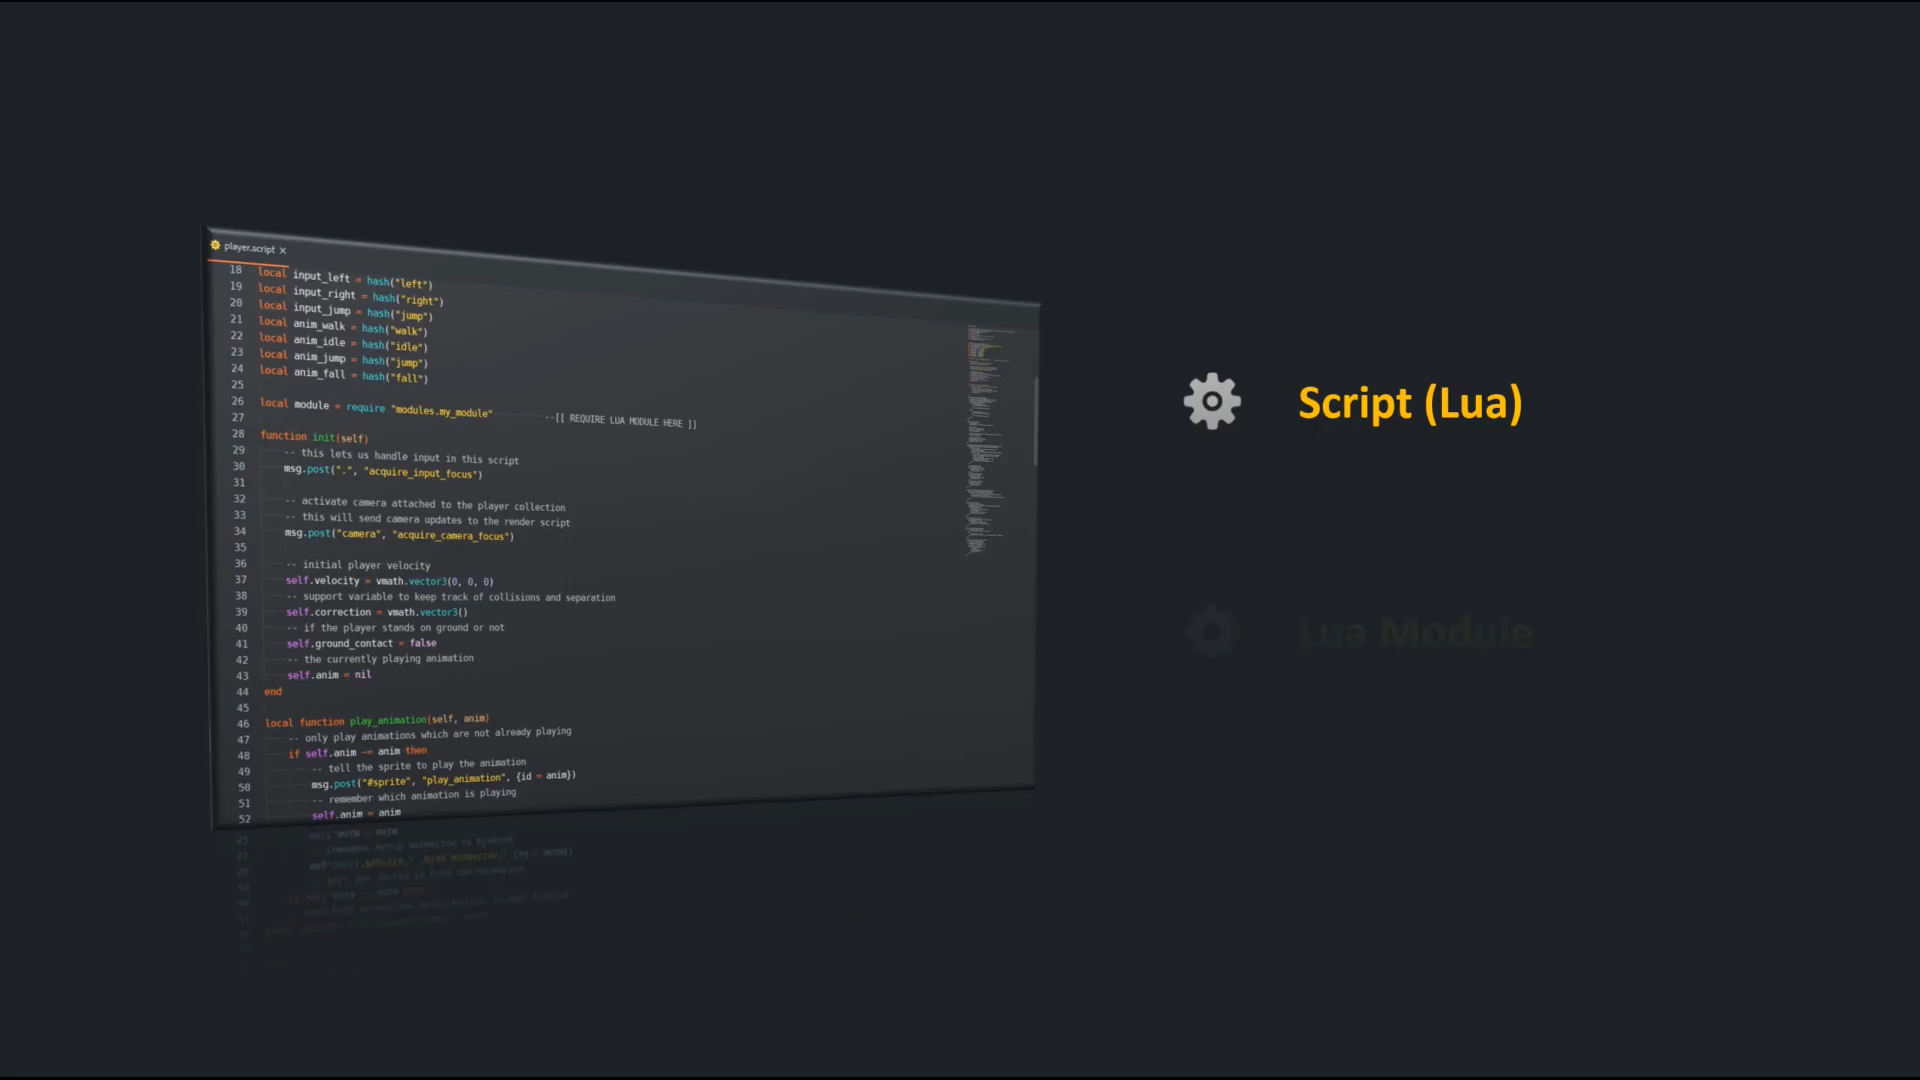 player.script ×
18 local input_left = hash("left")
19 local input_right = hash("right")
20 local input_jump = hash("jump")
21 local anim_walk = hash("walk")
22 local anim_idle = hash("idle")
23 local anim_jump = hash("jump")
24 local anim_fall = hash("fall")
25
26 local module = require "modules.my_module" --[[ REQUIRE LUA MODULE HERE ]]
27
28 function init(self)
29 -- this lets us handle input in this script
30 msg.post(".", "acquire_input_focus")
31
32 -- activate camera attached to the player collection
33 -- this will send camera updates to the render script
34 msg.post("camera", "acquire_camera_focus")
35
36 -- initial player velocity
37 self.velocity = vmath.vector3(0, 0, 0)
38 -- support variable to keep track of collisions and separation
39 self.correction = vmath.vector3()
40 -- if the player stands on ground or not
41 self.ground_contact = false
42 -- the currently playing animation
43 self.anim = nil
44 end
45
46 local function play_animation(self, anim)
47 -- only play animations which are not already playing
48 if self.anim ~= anim then
49 -- tell the sprite to play the animation
50 msg.post("#sprite", "play_animation", {id = anim})
51 -- remember which animation is playing
52 self.anim = anim
Script (Lua)
Lua Module